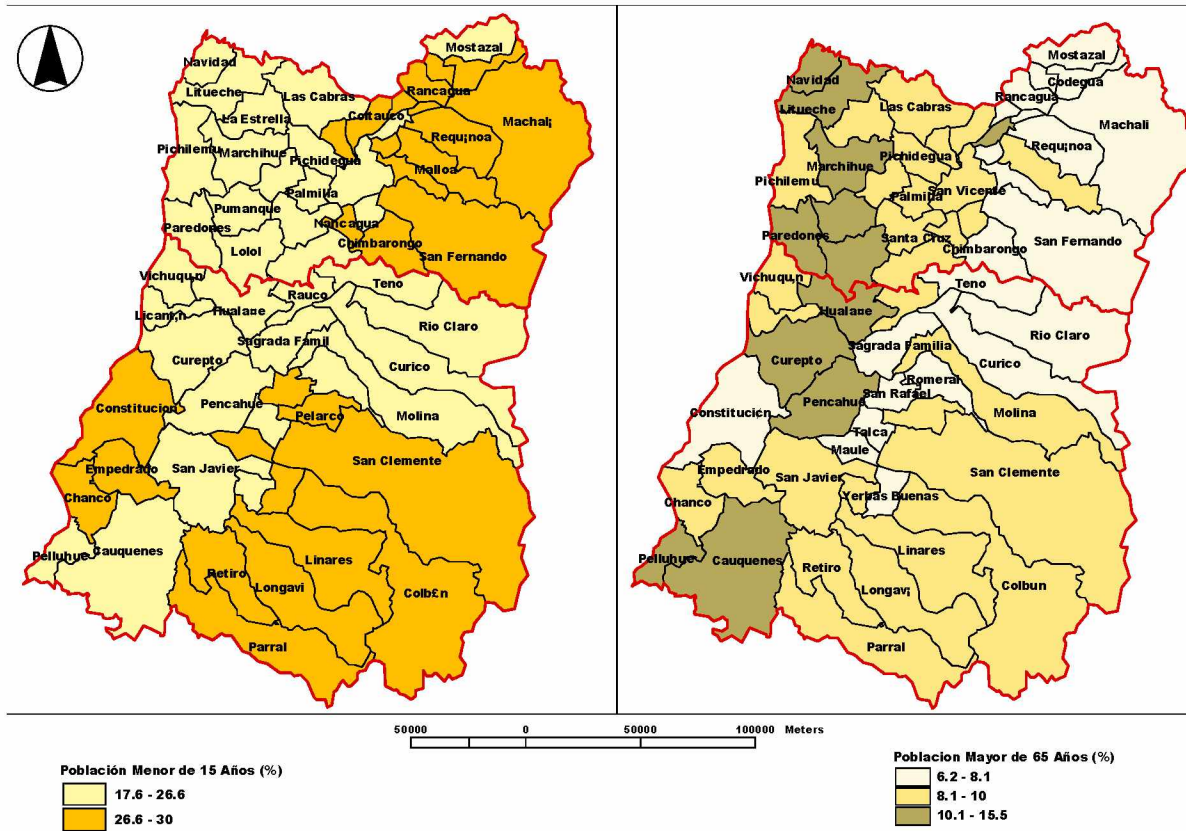 Mostazal
Navidad
Litueche
Las Cabras
Rancagua
La Estrella
Coltauco
Machal¡
Requ¡noa
Pichilemu
Marchihue
Pichidegua
Malloa
Palmilla
Pumanque
Paredones
Nancagua
Lolol
Chimbarongo
San Fernando
Vichuqu‚n
Teno
Rauco
Licant‚n
Huala¤e
Rio Claro
Sagrada Famil
Curepto
Curico
Constitucion
Pencahue
Pelarco
Molina
San Javier
San Clemente
Empedrado
Chanco
Pelluhue
Cauquenes
Linares
Retiro
Longavi
Colb£n
Parral
Mostazal
Navidad
Codegua
Litueche
Las Cabras
Rancagua
Machali
Requ¡noa
Marchihue
Pichidegua
Pichilemu
San Vicente
Palmilla
Paredones
Santa Cruz
Chimbarongo
San Fernando
Vichuqu‚n
Teno
Huala¤e
Rio Claro
Sagrada Familia
Curepto
Curico
Romeral
San Rafael
Pencahue
Constituci¢n
Molina
Talca
Maule
Empedrado
San Javier
San Clemente
Chanco
Yerbas Buenas
Pelluhue
Cauquenes
Linares
Retiro
Longav¡
Colbun
Parral
50000 0 50000 100000 Meters
Población Menor de 15 Años (%)
17.6 - 26.6
26.6 - 30
Poblacion Mayor de 65 Años (%)
6.2 - 8.1
8.1 - 10
10.1 - 15.5